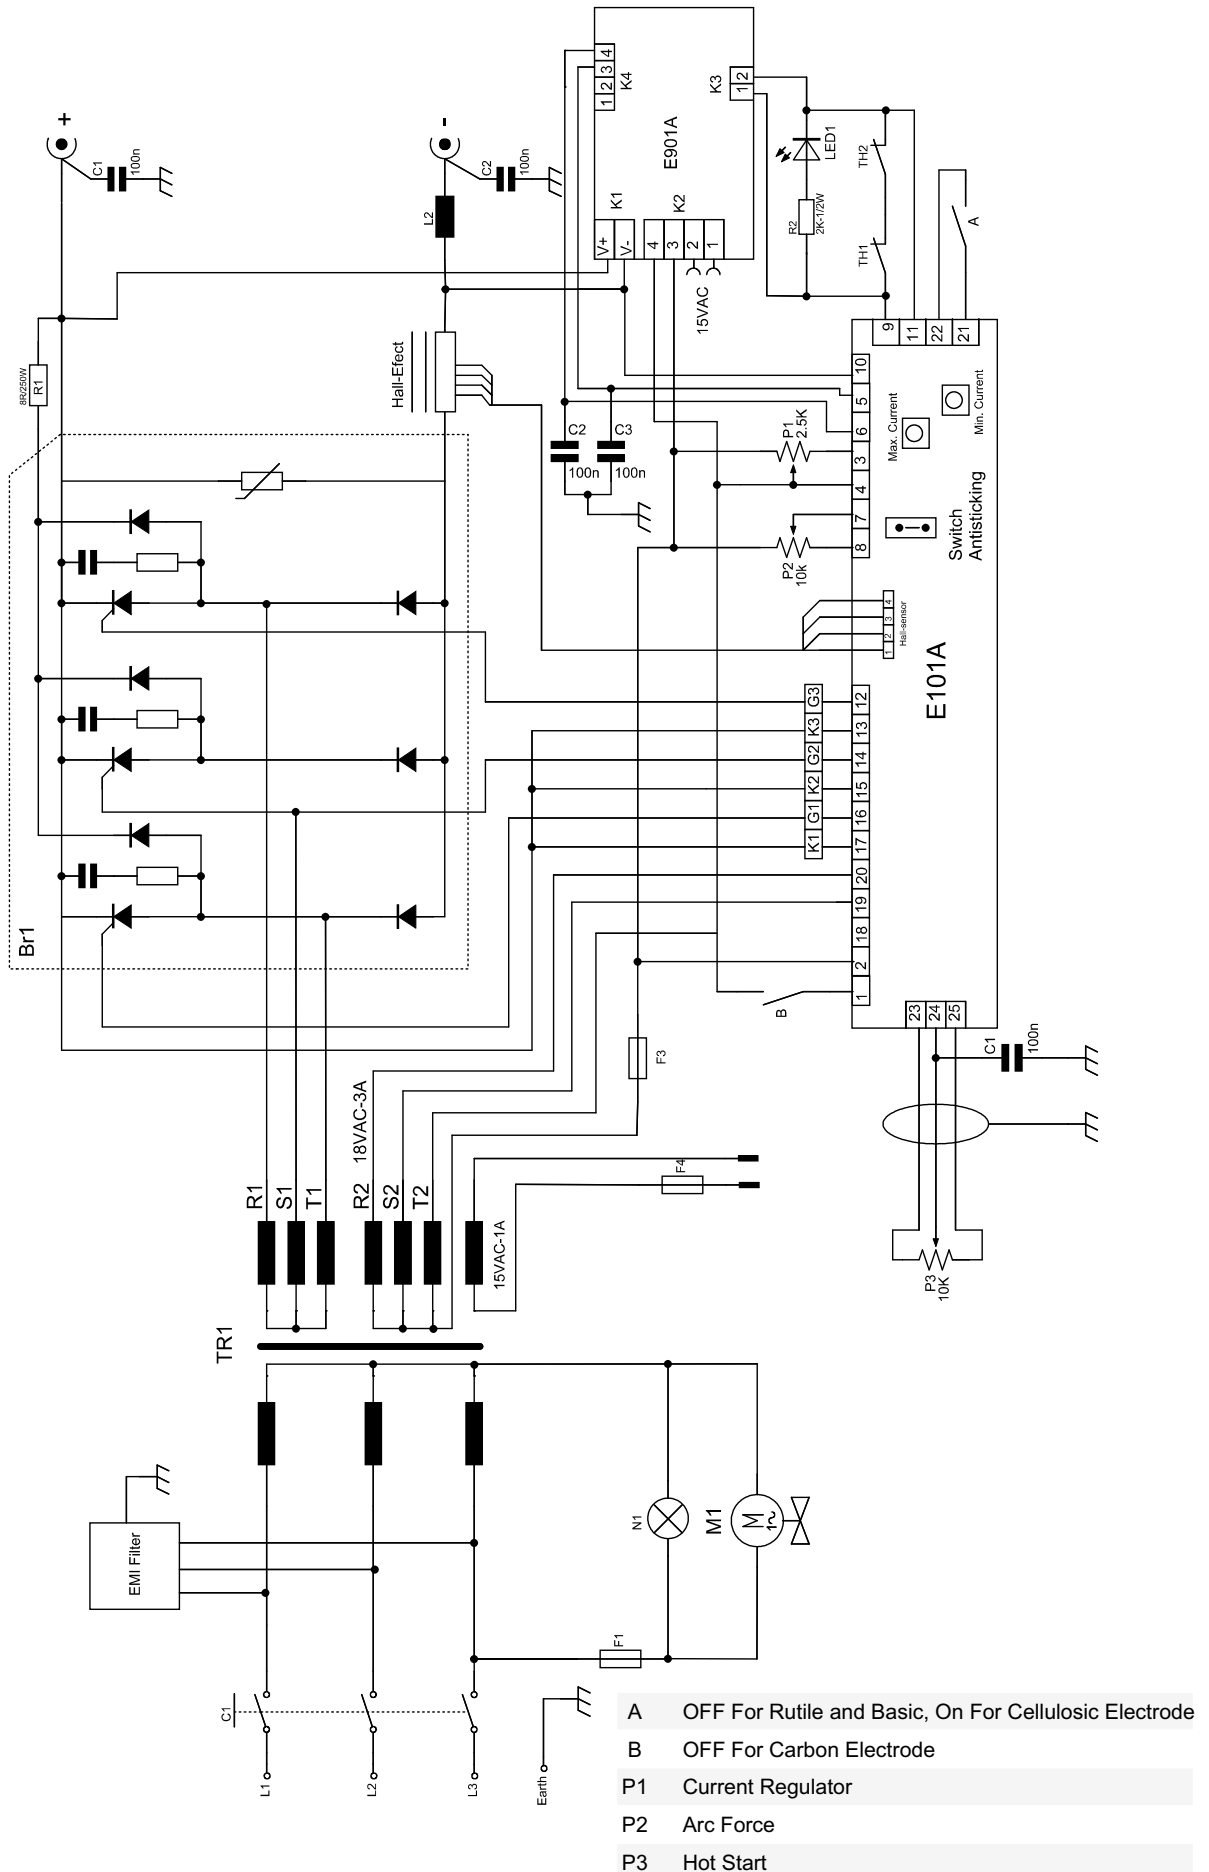 +
C1
100n
-
C2
100n
L2
8R/250W
R1
Hall-Efect
Br1
4
3
2
1
K4
E901A
K3
2
1
K1
V+
V-
K2
4
3
2
1
15VAC
LED1
R2
2K-1/2W
TH2
TH1
A
9
11
22
21
10
5
6
3
4
7
8
P1
2.5K
P2
10k
C2
100n
C3
100n
Max. Current
Min. Current
Switch
Antisticking
4
3
2
1
Hall-sensor
E101A
G3
K3
G2
K2
G1
K1
12
13
14
15
16
17
20
19
18
2
1
B
23
24
25
C1
100n
P3
10K
F3
F4
R1
S1
T1
R2
S2
T2
18VAC-3A
15VAC-1A
TR1
EMI Filter
N1
M1
M
1~
F1
C1
L1
L2
L3
Earth
A OFF For Rutile and Basic, On For Cellulosic Electrode
B OFF For Carbon Electrode
P1 Current Regulator
P2 Arc Force
P3 Hot Start